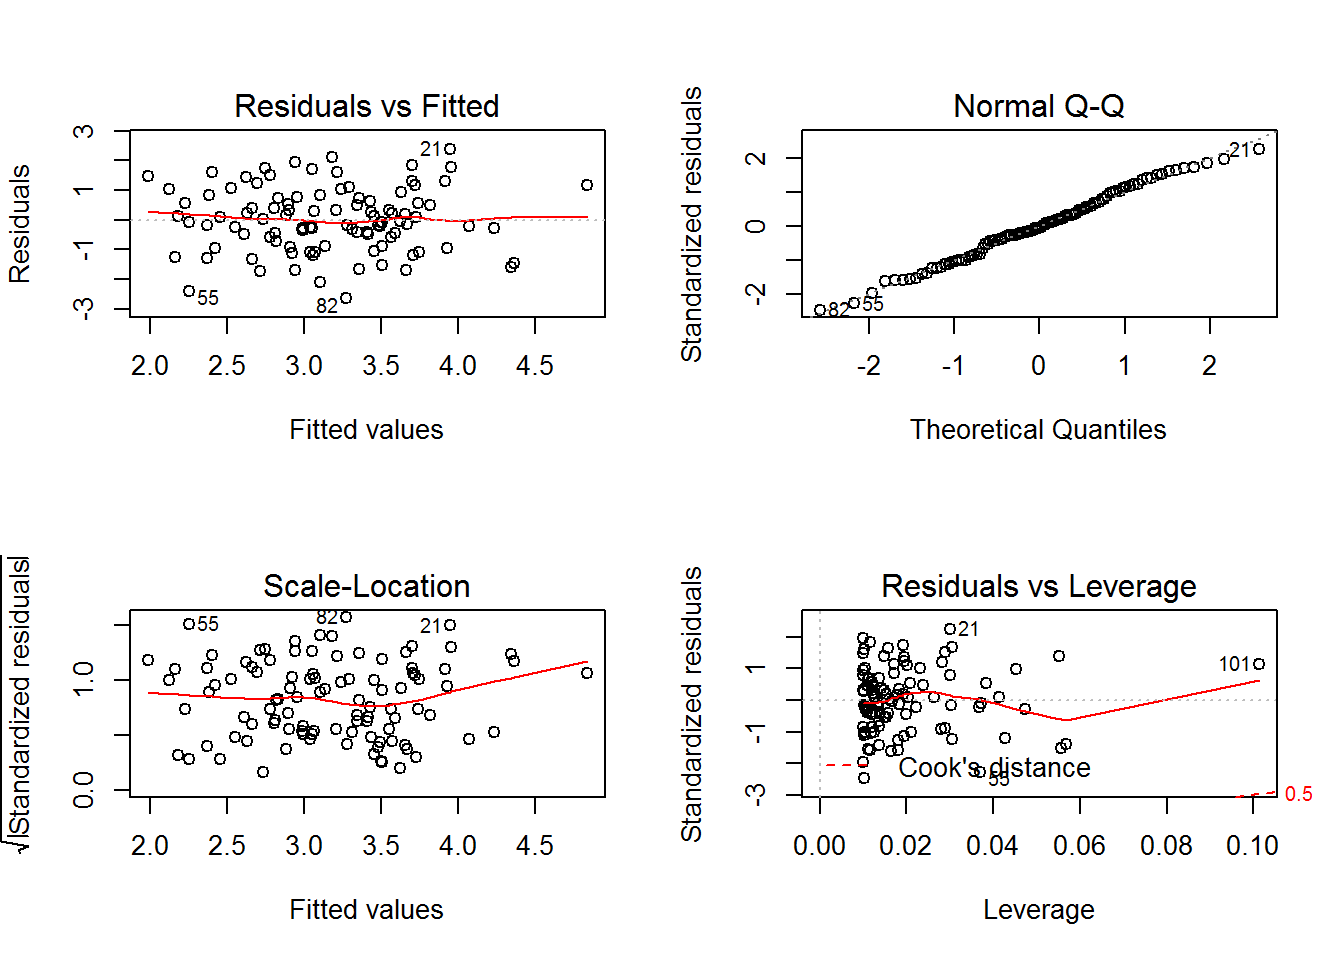 Residuals vs Fitted
Residuals
3
1
-1
-3
21
55
82
2.0 2.5 3.0 3.5 4.0 4.5
Fitted values
Normal Q-Q
Standardized residuals
2
0
-2
21
82
55
-2 -1 0 1 2
Theoretical Quantiles
Scale-Location
√|Standardized residuals|
1.0
0.0
55
82
21
2.0 2.5 3.0 3.5 4.0 4.5
Fitted values
Residuals vs Leverage
Standardized residuals
1
-1
-3
21
101
Cook's distance
55
0.5
0.00 0.02 0.04 0.06 0.08 0.10
Leverage